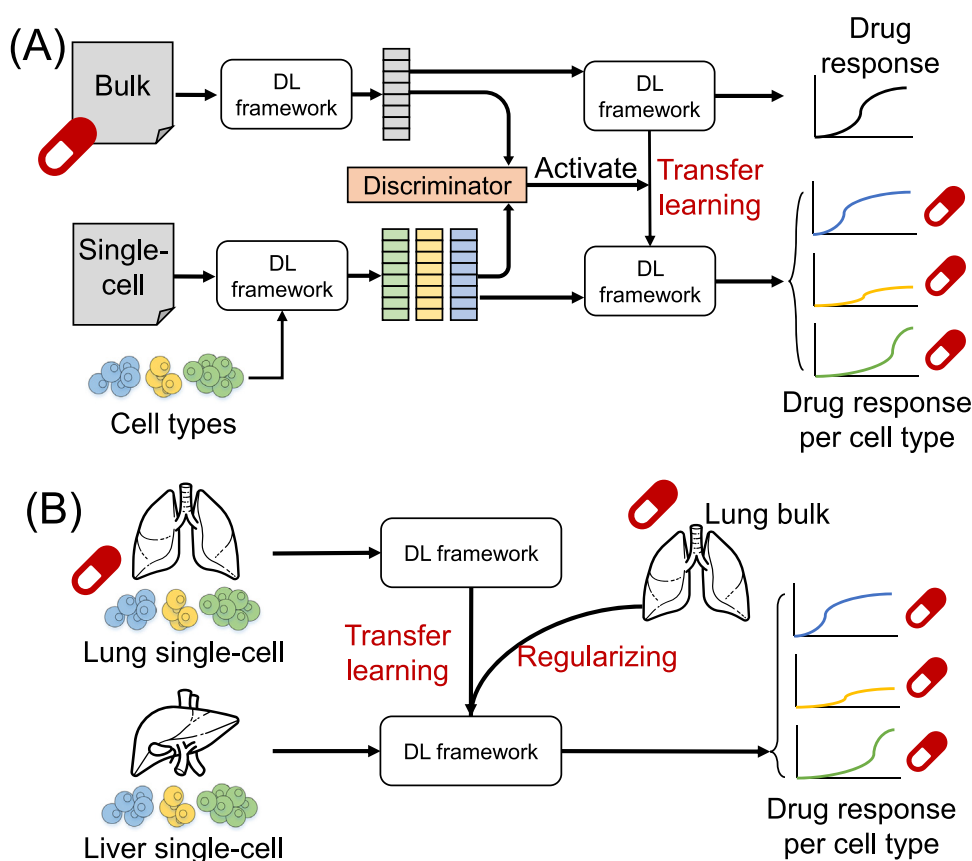 (A)
Bulk
DL
framework
DL
framework
Drug
response
Discriminator
Activate
Transfer
learning
Single-
cell
DL
framework
DL
framework
Cell types
Drug response
per cell type
(B)
Lung bulk
DL framework
Lung single-cell
Transfer
learning
Regularizing
DL framework
Liver single-cell
Drug response
per cell type